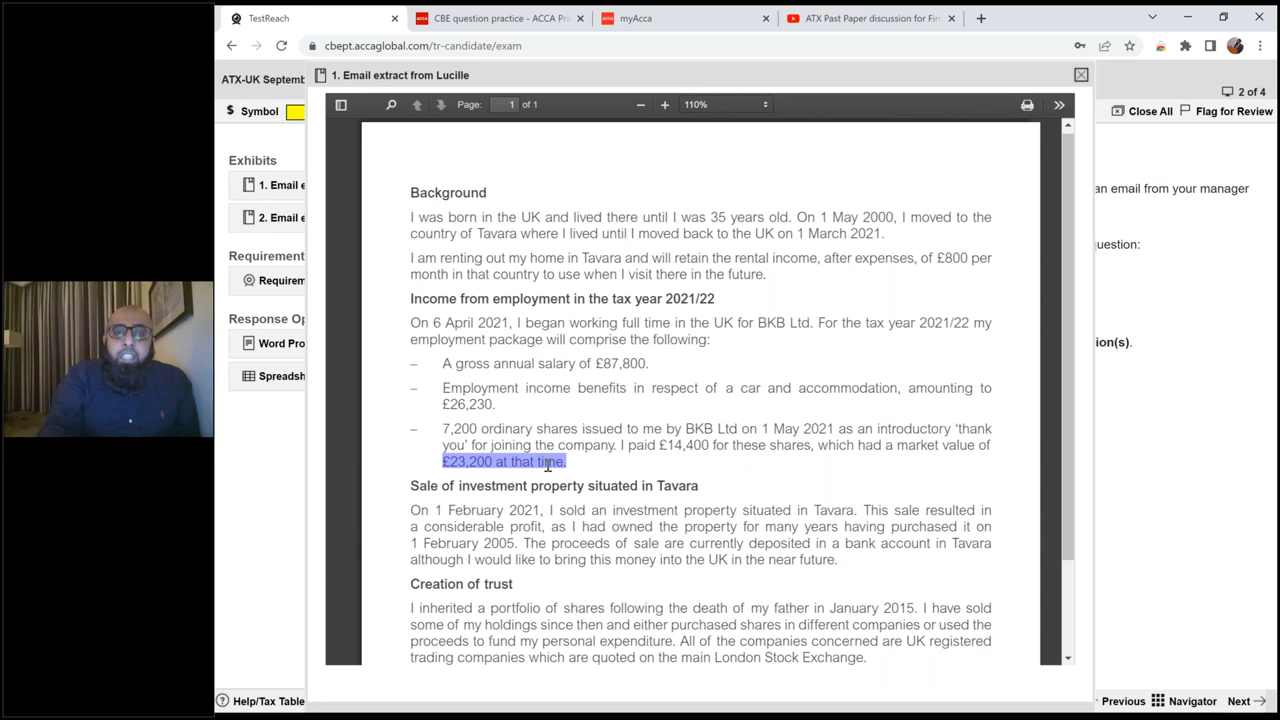 TestReach
CBE question practice - ACCA Pra
myAcca
ATX Past Paper discussion for Fin
cbept.accaglobal.com/tr-candidate/exam
ATX-UK Septemb
1. Email extract from Lucille
2 of 4
$ Symbol
Page: 1 of 1
110%
Close All
Flag for Review
Exhibits
1. Email e
2. Email e
Requireme
Requirem
Response Op
Word Pro
Spreadsh
an email from your manager
question:
ion(s).
Background
I was born in the UK and lived there until I was 35 years old. On 1 May 2000, I moved to the
country of Tavara where I lived until I moved back to the UK on 1 March 2021.
I am renting out my home in Tavara and will retain the rental income, after expenses, of £800 per
month in that country to use when I visit there in the future.
Income from employment in the tax year 2021/22
On 6 April 2021, I began working full time in the UK for BKB Ltd. For the tax year 2021/22 my
employment package will comprise the following:
– A gross annual salary of £87,800.
– Employment income benefits in respect of a car and accommodation, amounting to
£26,230.
– 7,200 ordinary shares issued to me by BKB Ltd on 1 May 2021 as an introductory ‘thank
you’ for joining the company. I paid £14,400 for these shares, which had a market value of
£23,200 at that time.
Sale of investment property situated in Tavara
On 1 February 2021, I sold an investment property situated in Tavara. This sale resulted in
a considerable profit, as I had owned the property for many years having purchased it on
1 February 2005. The proceeds of sale are currently deposited in a bank account in Tavara
although I would like to bring this money into the UK in the near future.
Creation of trust
I inherited a portfolio of shares following the death of my father in January 2015. I have sold
some of my holdings since then and either purchased shares in different companies or used the
proceeds to fund my personal expenditure. All of the companies concerned are UK registered
trading companies which are quoted on the main London Stock Exchange.
Help/Tax Table
Previous
Navigator
Next